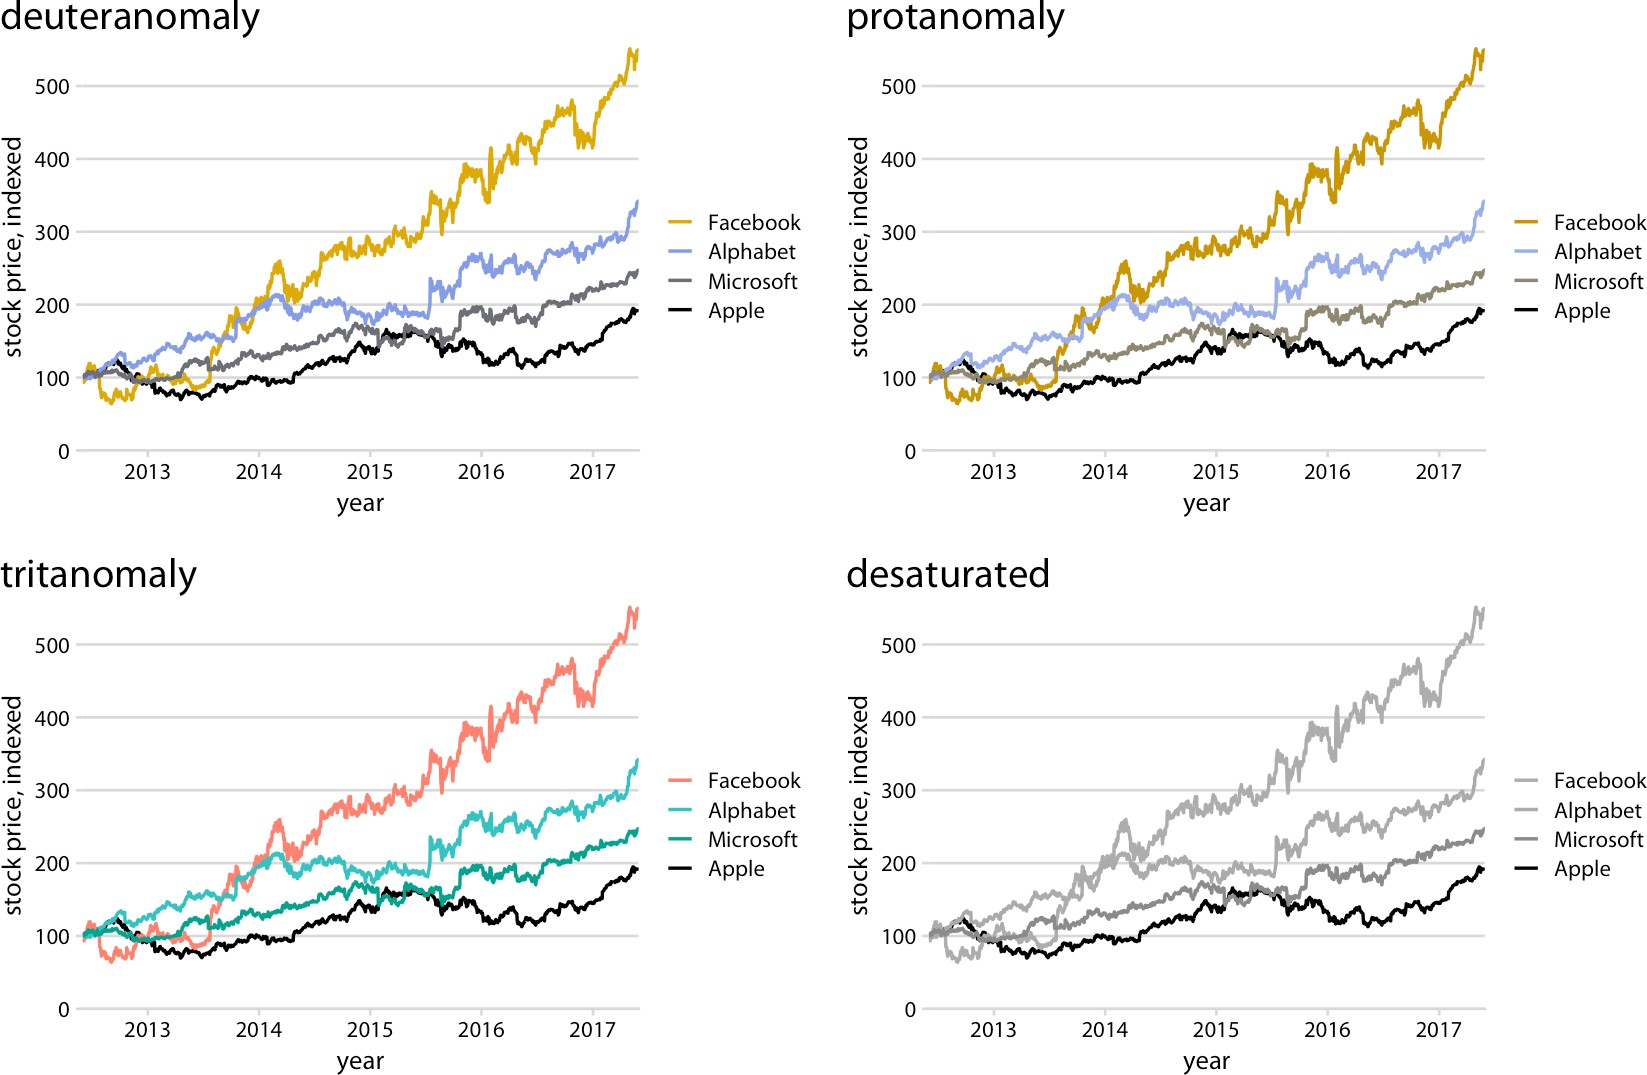 deuteranomaly
stock price, indexed
500
400
300
200
100
0
2013 2014 2015 2016 2017
year
Facebook
Alphabet
Microsoft
Apple
protanomaly
stock price, indexed
500
400
300
200
100
0
2013 2014 2015 2016 2017
year
Facebook
Alphabet
Microsoft
Apple
tritanomaly
stock price, indexed
500
400
300
200
100
0
2013 2014 2015 2016 2017
year
Facebook
Alphabet
Microsoft
Apple
desaturated
stock price, indexed
500
400
300
200
100
0
2013 2014 2015 2016 2017
year
Facebook
Alphabet
Microsoft
Apple